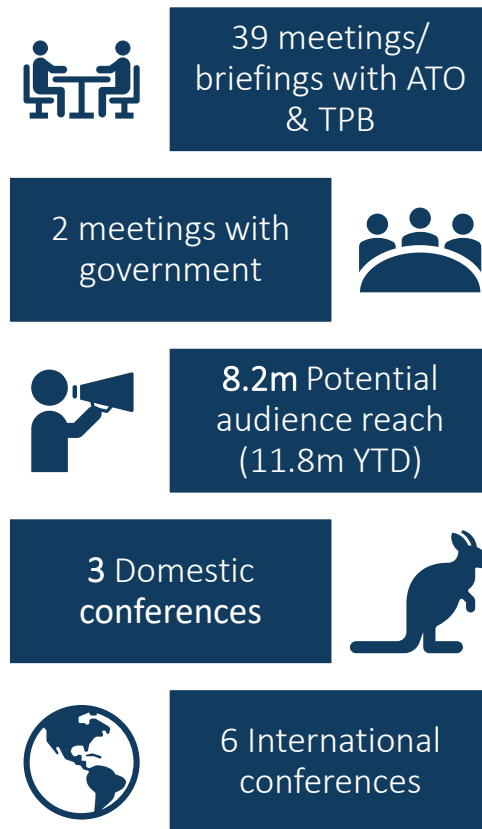 39 meetings/
briefings with ATO
& TPB
2 meetings with
government
8.2m Potential
audience reach
(11.8m YTD)
3 Domestic
conferences
6 International
conferences